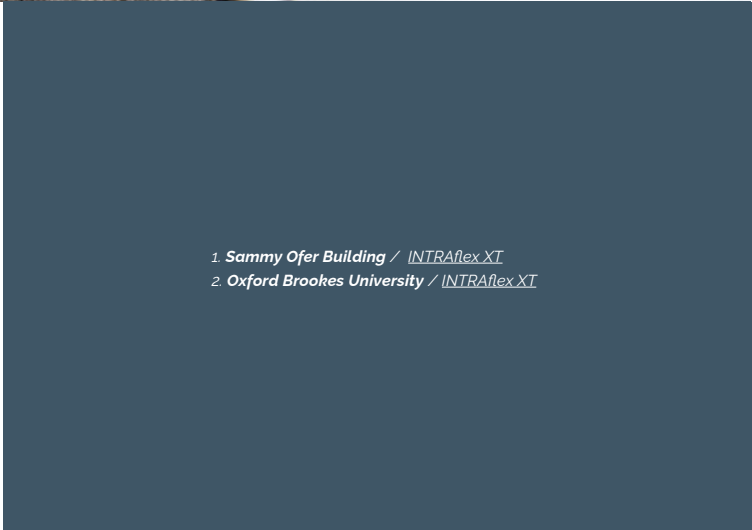 1. Sammy Ofer Building / INTRAflex XT
2. Oxford Brookes University / INTRAflex XT